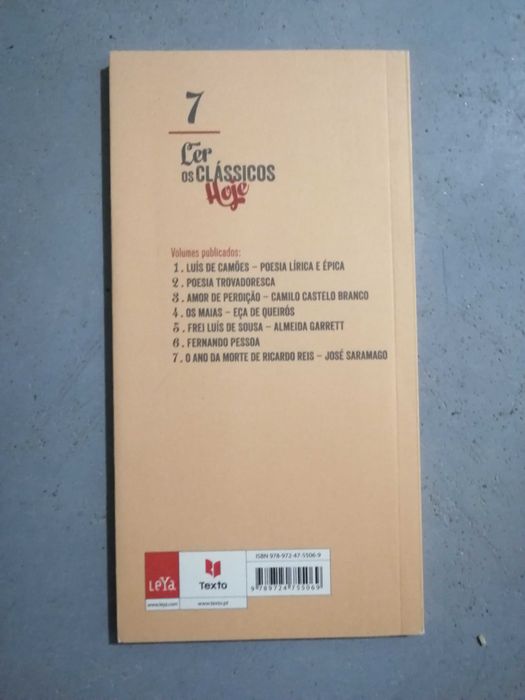 7
Ler
OS CLÁSSICOS
Hoje
Volumes publicados:
1. LUÍS DE CAMÕES – POESIA LÍRICA E ÉPICA
2. POESIA TROVADORESCA
3. AMOR DE PERDIÇÃO – CAMILO CASTELO BRANCO
4. OS MAIAS – EÇA DE QUEIRÓS
5. FREI LUÍS DE SOUSA – ALMEIDA GARRETT
6. FERNANDO PESSOA
7. O ANO DA MORTE DE RICARDO REIS – JOSÉ SARAMAGO
ISBN 978-972-47-5506-9
LEYA
Texto
9 789724 755069
www.leya.com
www.texto.pt